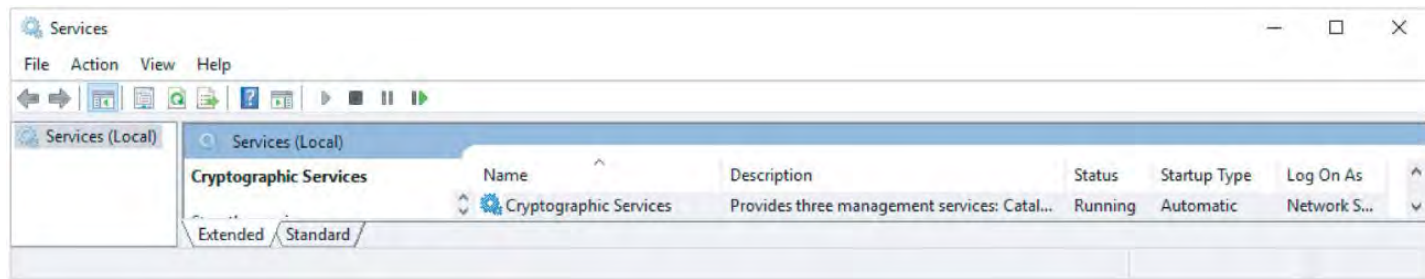 Services
File Action View Help
Services (Local)
Services (Local)
Cryptographic Services
Name Description Status Startup Type Log On As
Cryptographic Services Provides three management services: Catal... Running Automatic Network S...
Extended Standard